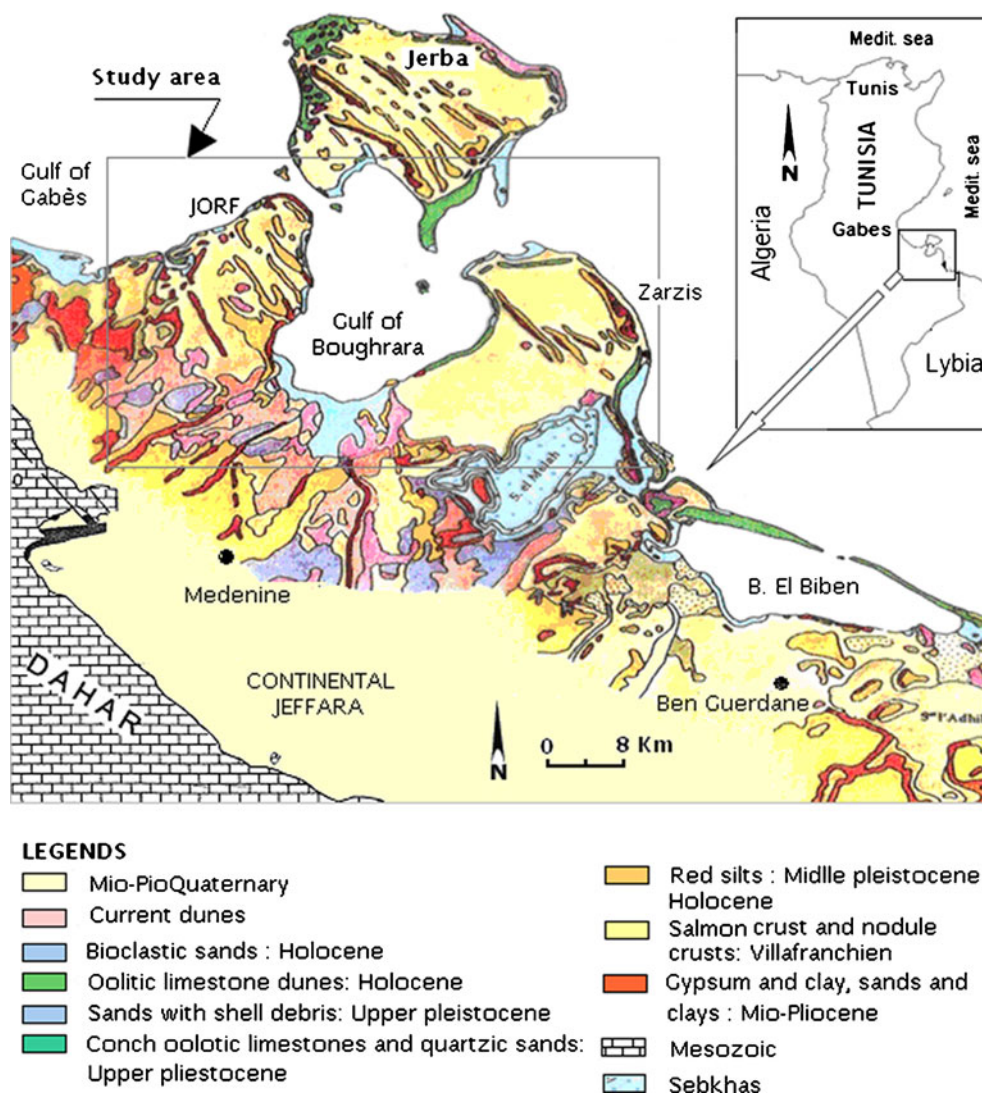 Medit. sea
Tunis
TUNISIA
N
Gabes
Medit. sea
Algeria
Lybia
Jerba
Study area
Gulf of
Gabès
JORF
Zarzis
Gulf of
Boughrara
S. el Melah
Medenine
B. El Biben
DAHAR
CONTINENTAL
JEFFARA
Ben Guerdane
0 8 Km
N
LEGENDS
Mio-PioQuaternary
Current dunes
Bioclastic sands : Holocene
Oolitic limestone dunes: Holocene
Sands with shell debris: Upper pleistocene
Conch oolotic limestones and quartzic sands:
Upper pliestocene
Red silts : Midlle pleistocene
Holocene
Salmon crust and nodule
crusts: Villafranchien
Gypsum and clay, sands and
clays : Mio-Pliocene
Mesozoic
Sebkhas